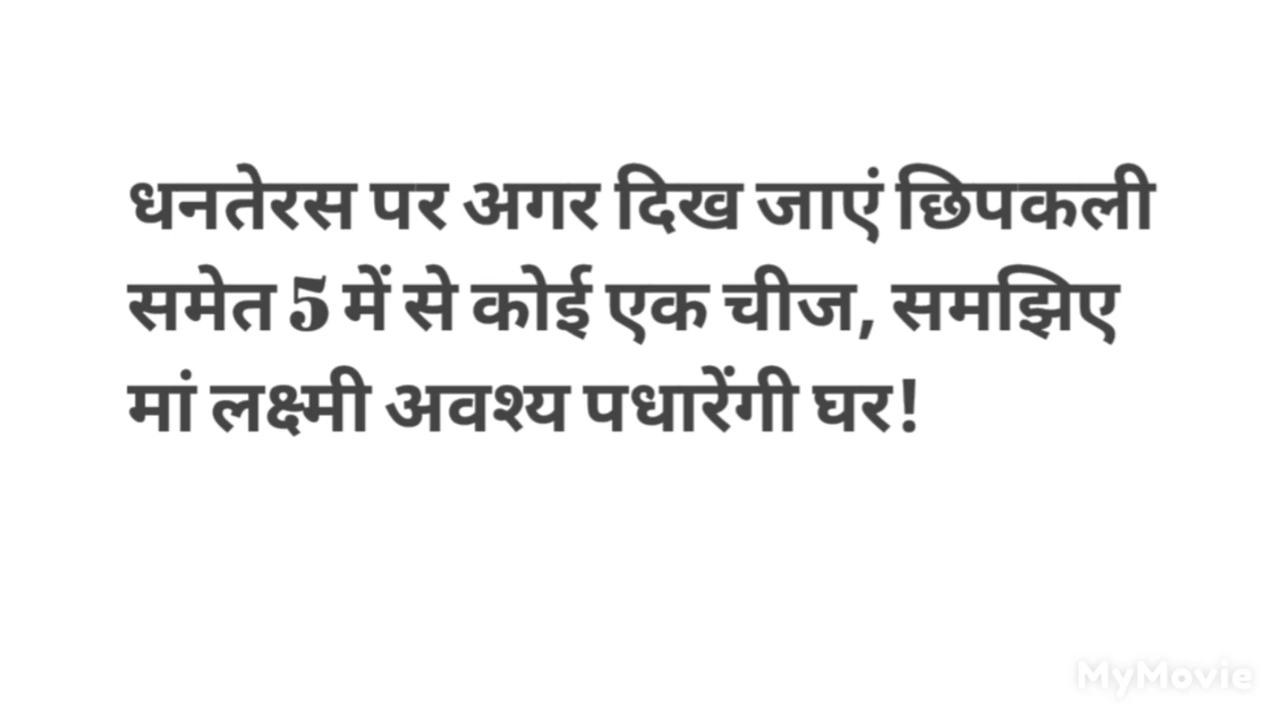 धनतेरस पर अगर दिख जाएं छिपकली
समेत 5 में से कोई एक चीज, समझिए
मां लक्ष्मी अवश्य पधारेंगी घर!
MyMovie